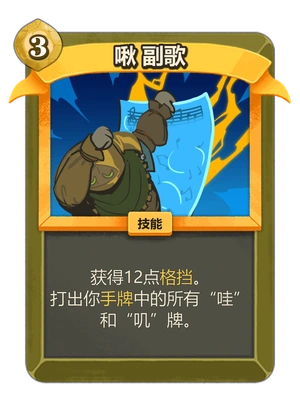 3
啾 副歌
技能
获得12点格挡。
打出你手牌中的所有“哇”
和“叽”牌。